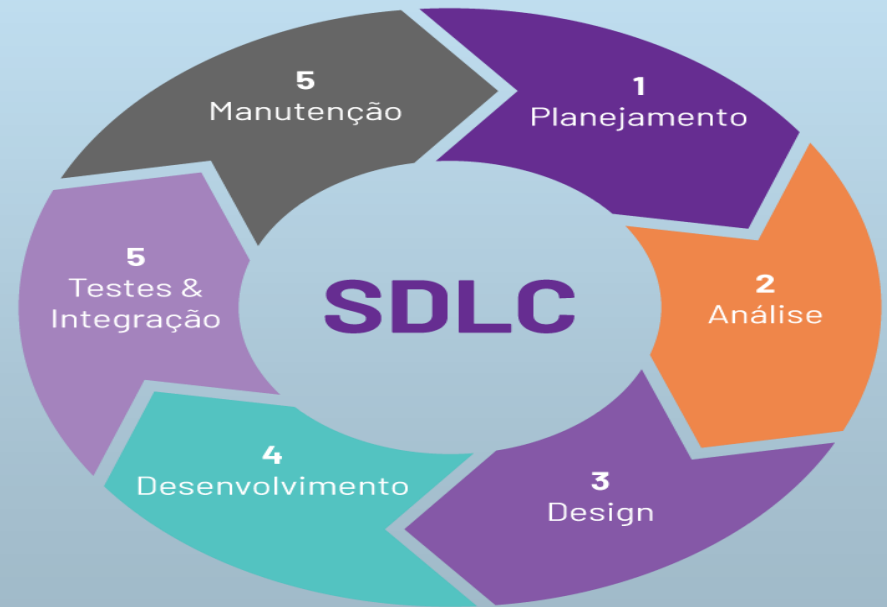 1
Planejamento
2
Análise
3
Design
4
Desenvolvimento
5
Testes &
Integração
5
Manutenção
SDLC